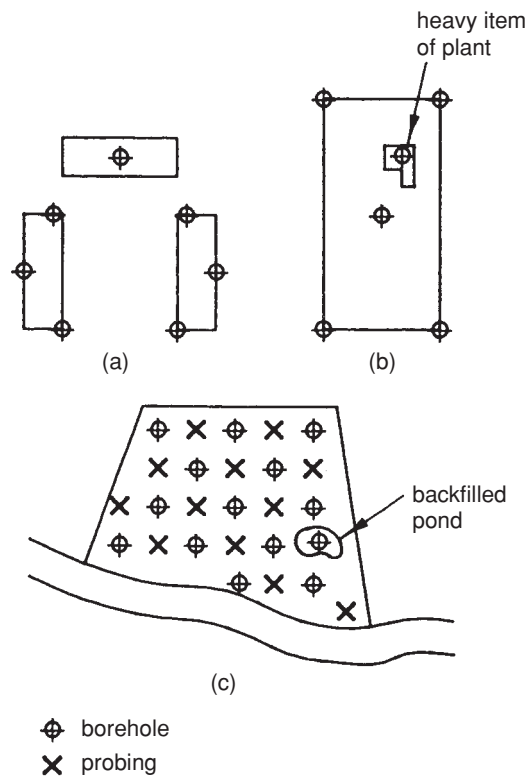 heavy item
of plant
(a)
(b)
backfilled
pond
(c)
borehole
probing